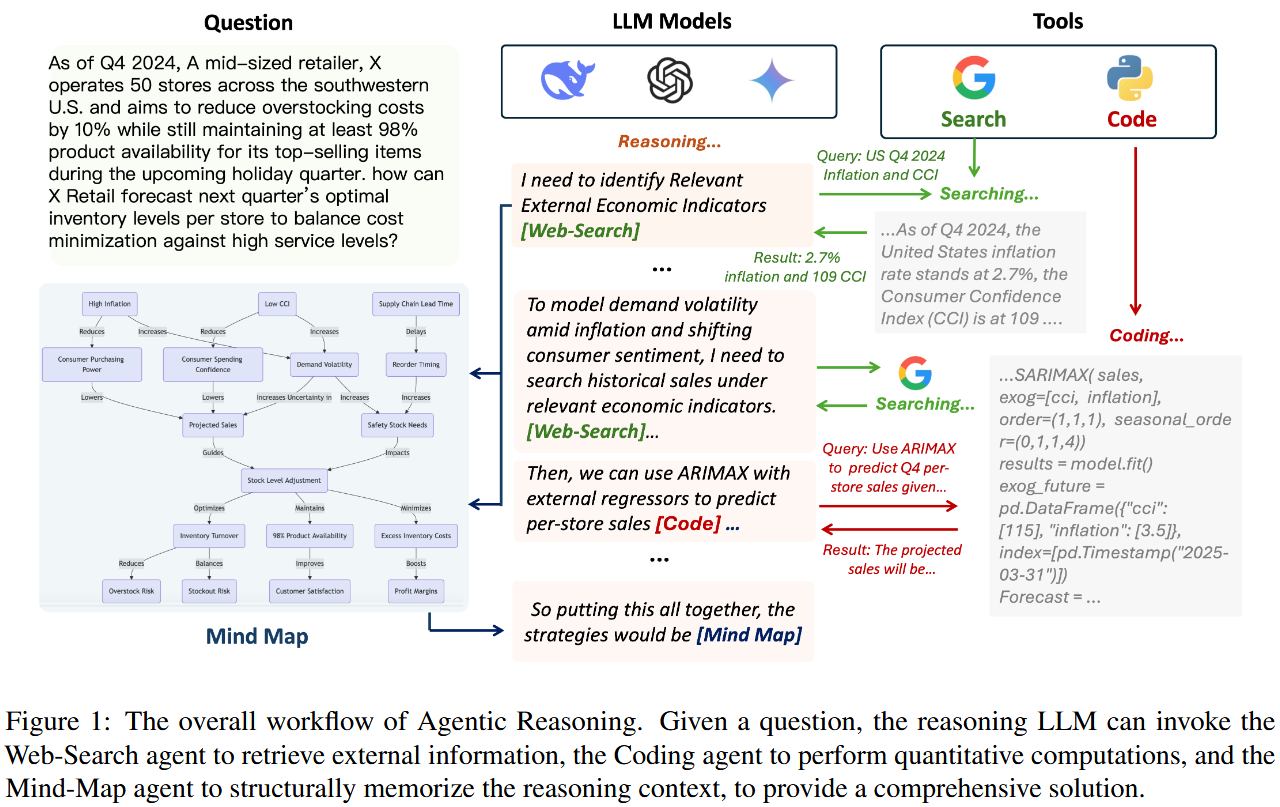 Question
As of Q4 2024, A mid-sized retailer, X
operates 50 stores across the southwestern
U.S. and aims to reduce overstocking costs
by 10% while still maintaining at least 98%
product availability for its top-selling items
during the upcoming holiday quarter. how can
X Retail forecast next quarter's optimal
inventory levels per store to balance cost
minimization against high service levels?
High Inflation
Low CCI
Supply Chain Lead Time
Reduces
Increases
Reduces
Increases
Delays
Consumer Purchasing
Power
Consumer Spending
Confidence
Demand Volatility
Reorder Timing
Lowers
Lowers
Increases Uncertainty in
Increases
Increases
Projected Sales
Safety Stock Needs
Guides
Impacts
Stock Level Adjustment
Optimizes
Maintains
Minimizes
Inventory Turnover
98% Product Availability
Excess Inventory Costs
Reduces
Balances
Improves
Boosts
Overstock Risk
Stockout Risk
Customer Satisfaction
Profit Margins
Mind Map
LLM Models
Reasoning...
I need to identify Relevant
External Economic Indicators
[Web-Search]
...
To model demand volatility
amid inflation and shifting
consumer sentiment, I need to
search historical sales under
relevant economic indicators.
[Web-Search]...
Then, we can use ARIMAX with
external regressors to predict
per-store sales [Code] ...
...
So putting this all together, the
strategies would be [Mind Map]
Tools
Search
Code
Query: US Q4 2024
Inflation and CCI
Searching...
Result: 2.7%
inflation and 109 CCI
...As of Q4 2024, the
United States inflation
rate stands at 2.7%, the
Consumer Confidence
Index (CCI) is at 109 ....
Searching...
Query: Use ARIMAX
to predict Q4 per-
store sales given...
Result: The projected
sales will be...
Coding...
...SARIMAX( sales,
exog=[cci, inflation],
order=(1,1,1), seasonal_orde
r=(0,1,1,4))
results = model.fit()
exog_future =
pd.DataFrame({"cci":
[115], "inflation": [3.5]},
index=[pd.Timestamp("2025-
03-31")])
Forecast = ...
Figure 1: The overall workflow of Agentic Reasoning. Given a question, the reasoning LLM can invoke the
Web-Search agent to retrieve external information, the Coding agent to perform quantitative computations, and the
Mind-Map agent to structurally memorize the reasoning context, to provide a comprehensive solution.